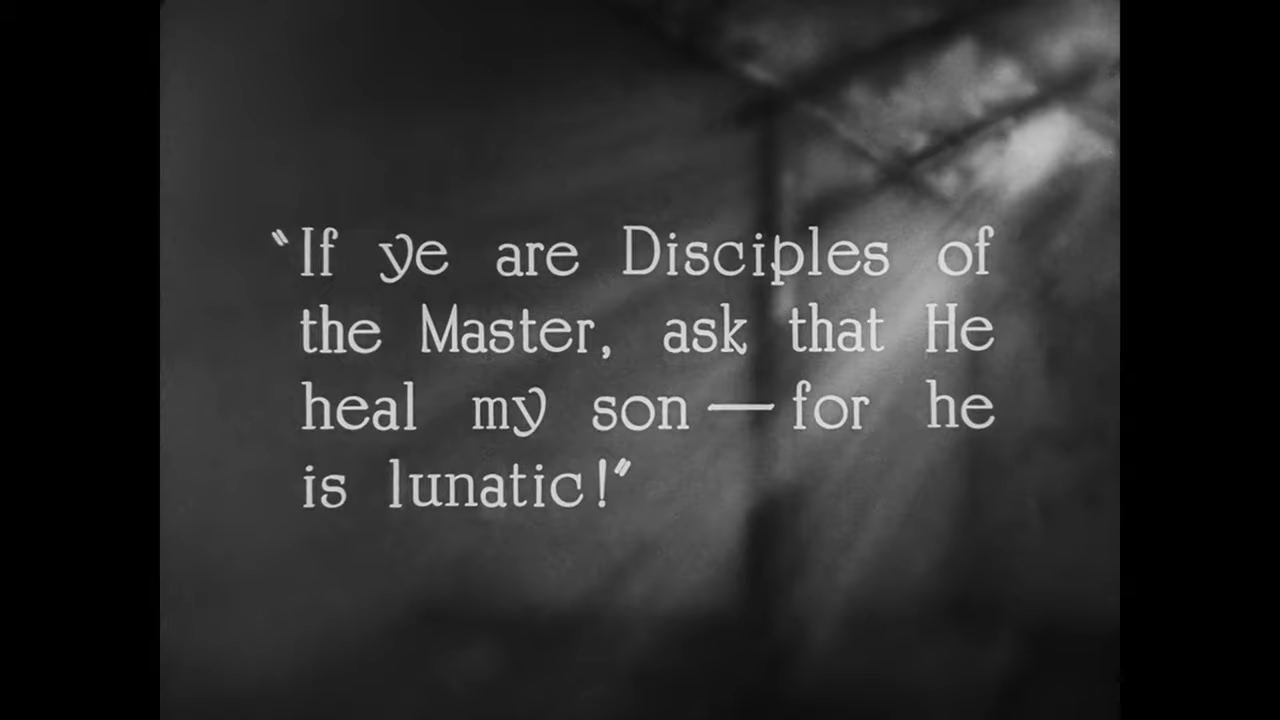 “If ye are Disciples of
the Master, ask that He
heal my son — for he
is lunatic!”